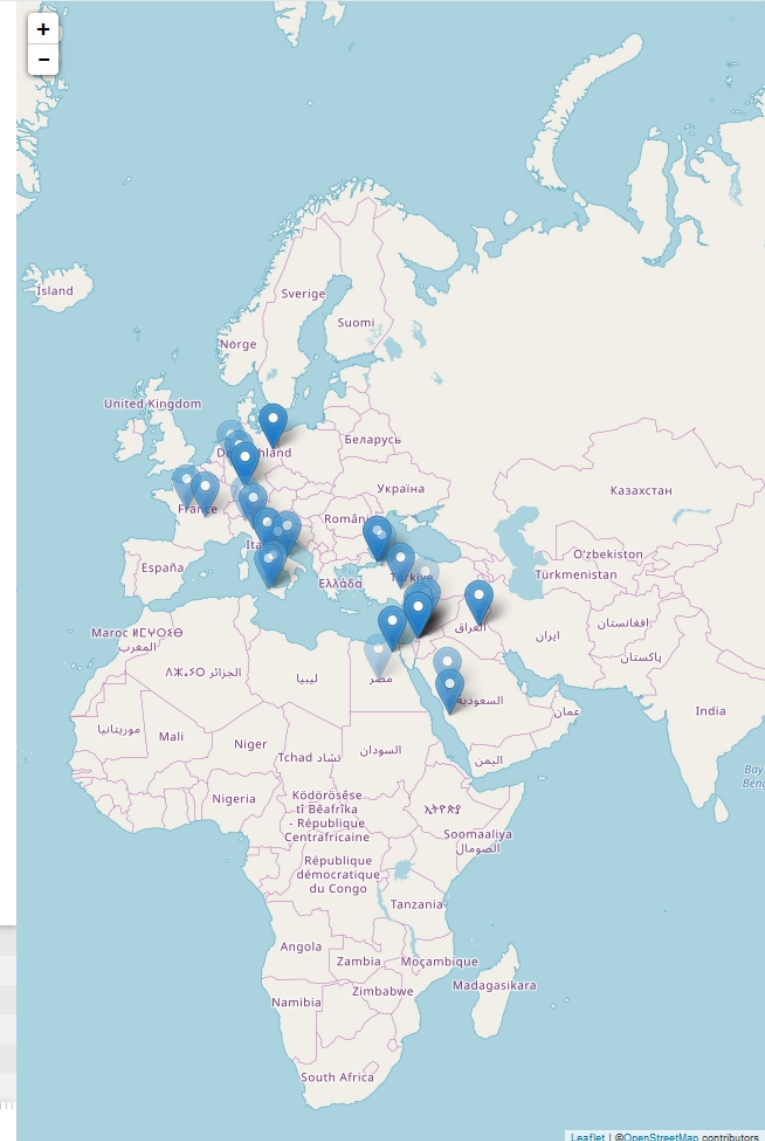 +
−
Ísland
Sverige
Suomi
Norge
United Kingdom
Беларусь
Україна
Казахстан
France
España
Ελλάδα
Türkiye
O'zbekiston
Türkmenistan
افغانستان
ایران
پاکستان
العراق
Maroc ⵍⵎⵖⵔⵉⴱ
المغرب
الجزائر
ليبيا
مصر
السعودية
عمان
اليمن
India
موريتانيا
Mali
Niger
Tchad تشاد
السودان
Nigeria
Ködörösêse
tî Bêafrîka
- République
Centrafricaine
ኢትዮጵያ
Soomaaliya
الصومال
République
démocratique
du Congo
Tanzania
Angola
Zambia
Moçambique
Zimbabwe
Madagasikara
Namibia
South Africa
Leaflet | ©OpenStreetMap contributors